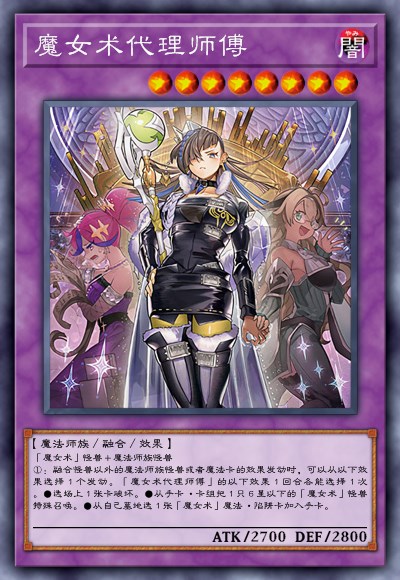 魔女术代理师傅
やみ
闇
【魔法师族／融合／效果】
「魔女术」怪兽＋魔法师族怪兽
①：融合怪兽以外的魔法师族怪兽或者魔法卡的效果发动时，可以从以下效
果选择１个发动。「魔女术代理师傅」的以下效果１回合各能选择１次
。●选场上１张卡破坏。●从手卡・卡组把１只６星以下的「魔女术」怪兽
特殊召唤。●从自己墓地选１张「魔女术」魔法・陷阱卡加入手卡。
ATK/2700 DEF/2800